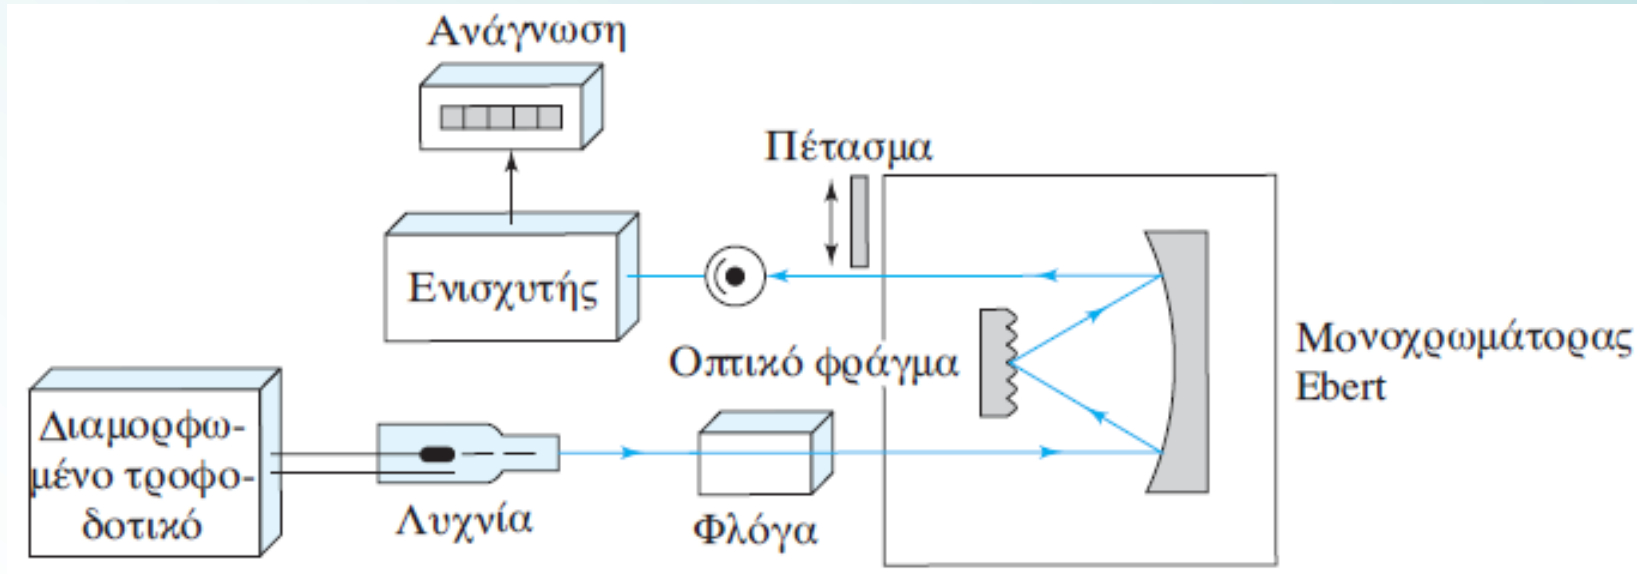 Ανάγνωση
Πέτασμα
Ενισχυτής
Οπτικό φράγμα
Μονοχρωμάτορας
Ebert
Διαμορφω-
μένο τροφο-
δοτικό
Λυχνία
Φλόγα